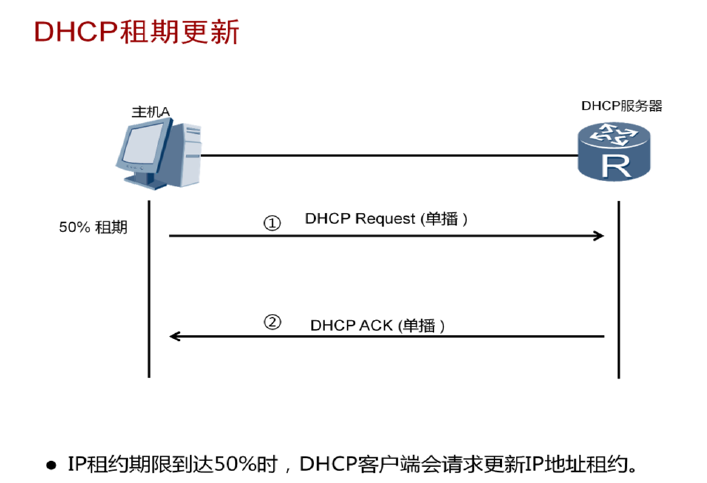 DHCP租期更新
主机A
DHCP服务器
R
50% 租期
① DHCP Request (单播)
② DHCP ACK (单播)
● IP租约期限到达50%时，DHCP客户端会请求更新IP地址租约。